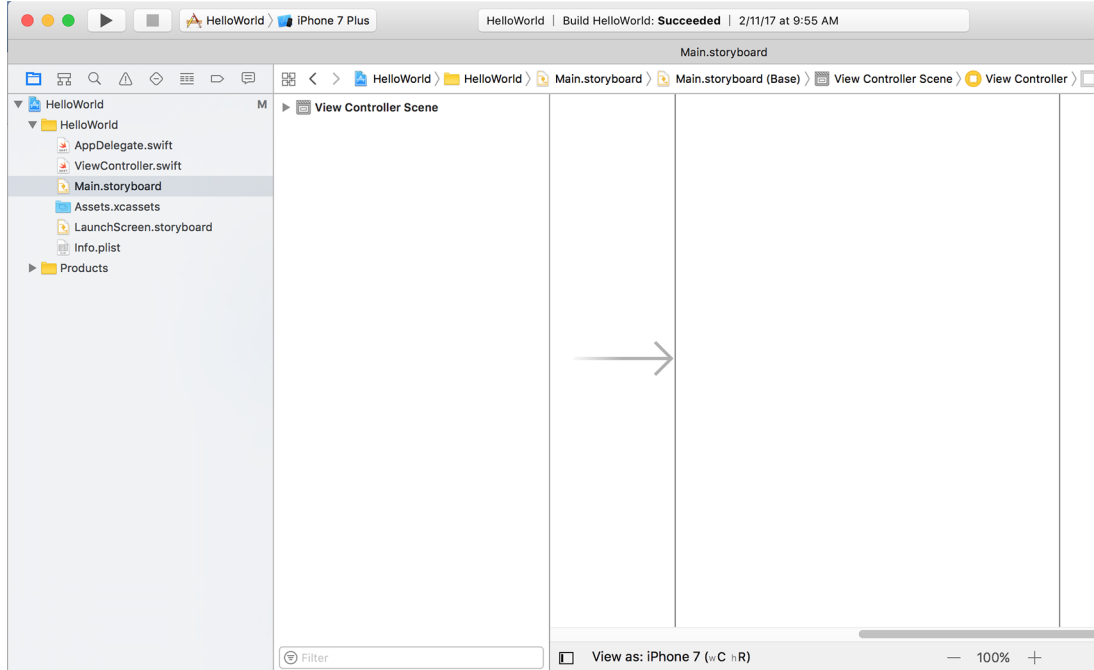 HelloWorld iPhone 7 Plus
HelloWorld | Build HelloWorld: Succeeded | 2/11/17 at 9:55 AM
Main.storyboard
HelloWorld HelloWorld Main.storyboard Main.storyboard (Base) View Controller Scene View Controller
HelloWorld M
HelloWorld
AppDelegate.swift
ViewController.swift
Main.storyboard
Assets.xcassets
LaunchScreen.storyboard
Info.plist
Products
View Controller Scene
Filter
View as: iPhone 7 (wC hR)
100%